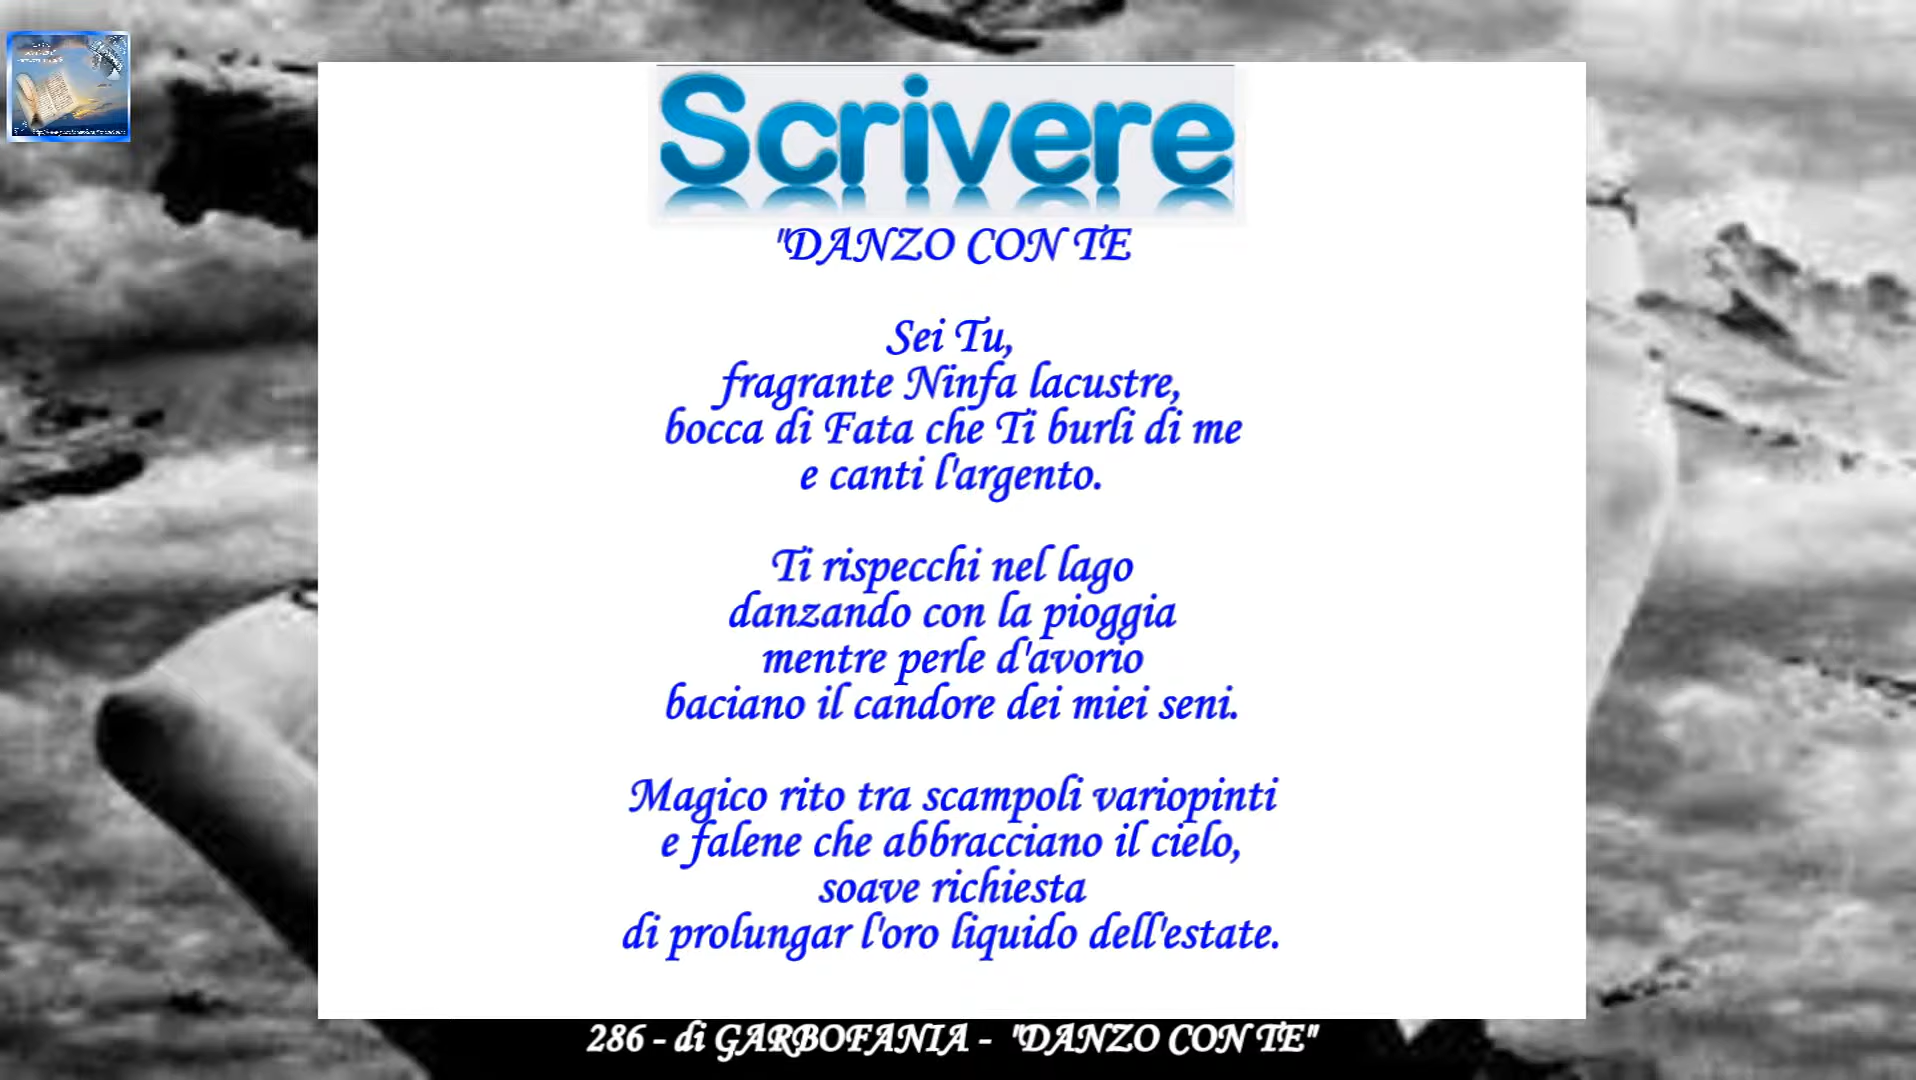 Scrivere
"DANZO CON TE
Sei Tu,
fragrante Ninfa lacustre,
bocca di Fata che Ti burli di me
e canti l'argento.
Ti rispecchi nel lago
danzando con la pioggia
mentre perle d'avorio
baciano il candore dei miei seni.
Magico rito tra scampoli variopinti
e falene che abbracciano il cielo,
soave richiesta
di prolungar l'oro liquido dell'estate.
286 - di GARBOFANIA - "DANZO CON TE"